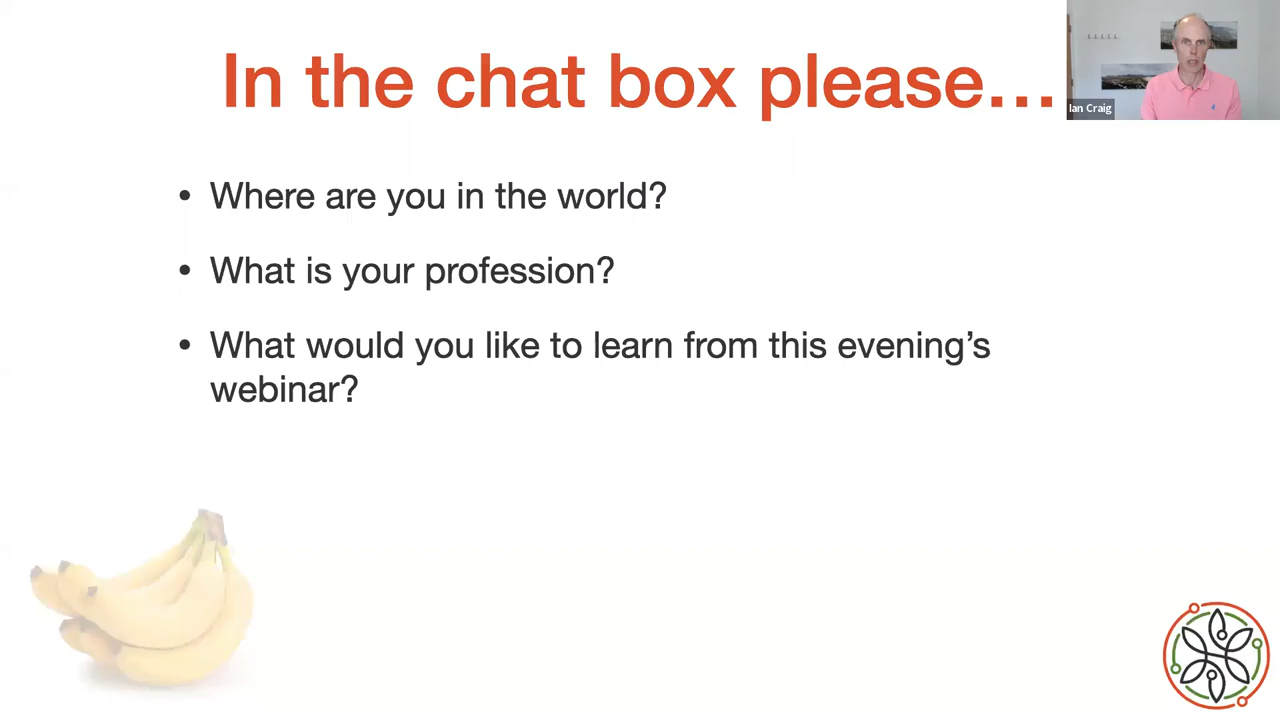 In the chat box please…
Ian Craig
• Where are you in the world?
• What is your profession?
• What would you like to learn from this evening’s
webinar?